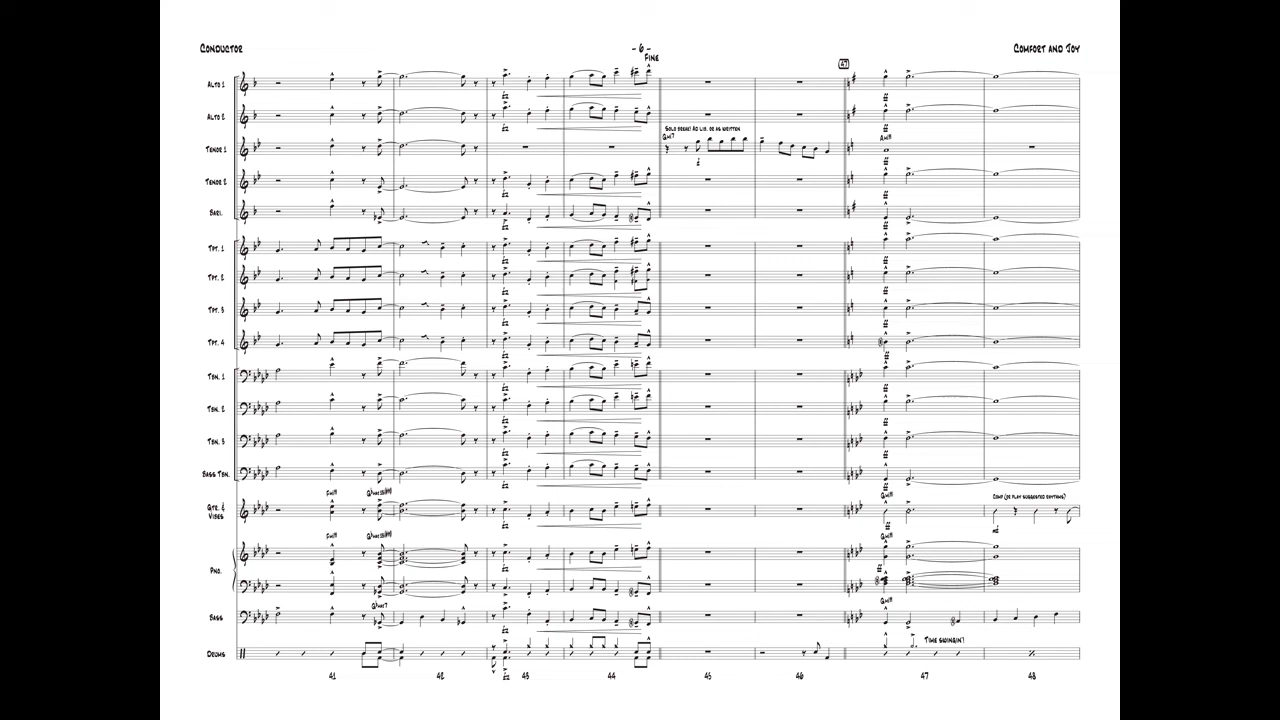 Conductor
- 6 -
Comfort and Joy
Fine
47
Alto 1
Alto 2
Solo break! Ad lib. or as written
Tenor 1
Tenor 2
Bari.
Tpt. 1
Tpt. 2
Tpt. 3
Tpt. 4
Tbn. 1
Tbn. 2
Tbn. 3
Bass Tbn.
Comp (or play suggested rhythms)
Gtr. &
Vibes
Pno.
Bass
Time swingin'!
Drums
41 42 43 44 45 46 47 48